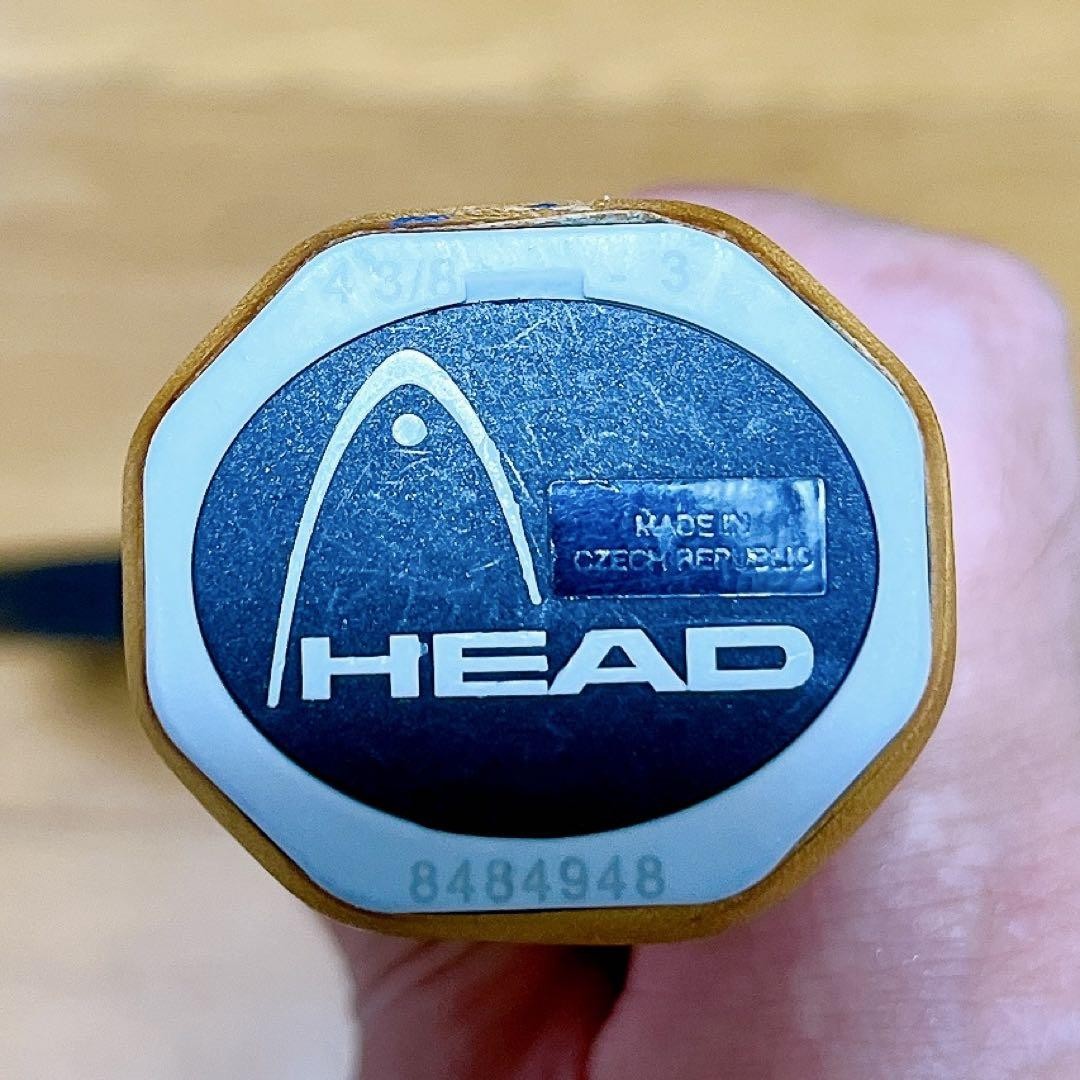 4 3/8 - 3
MADE IN
CZECH REPUBLIC
HEAD
8484948